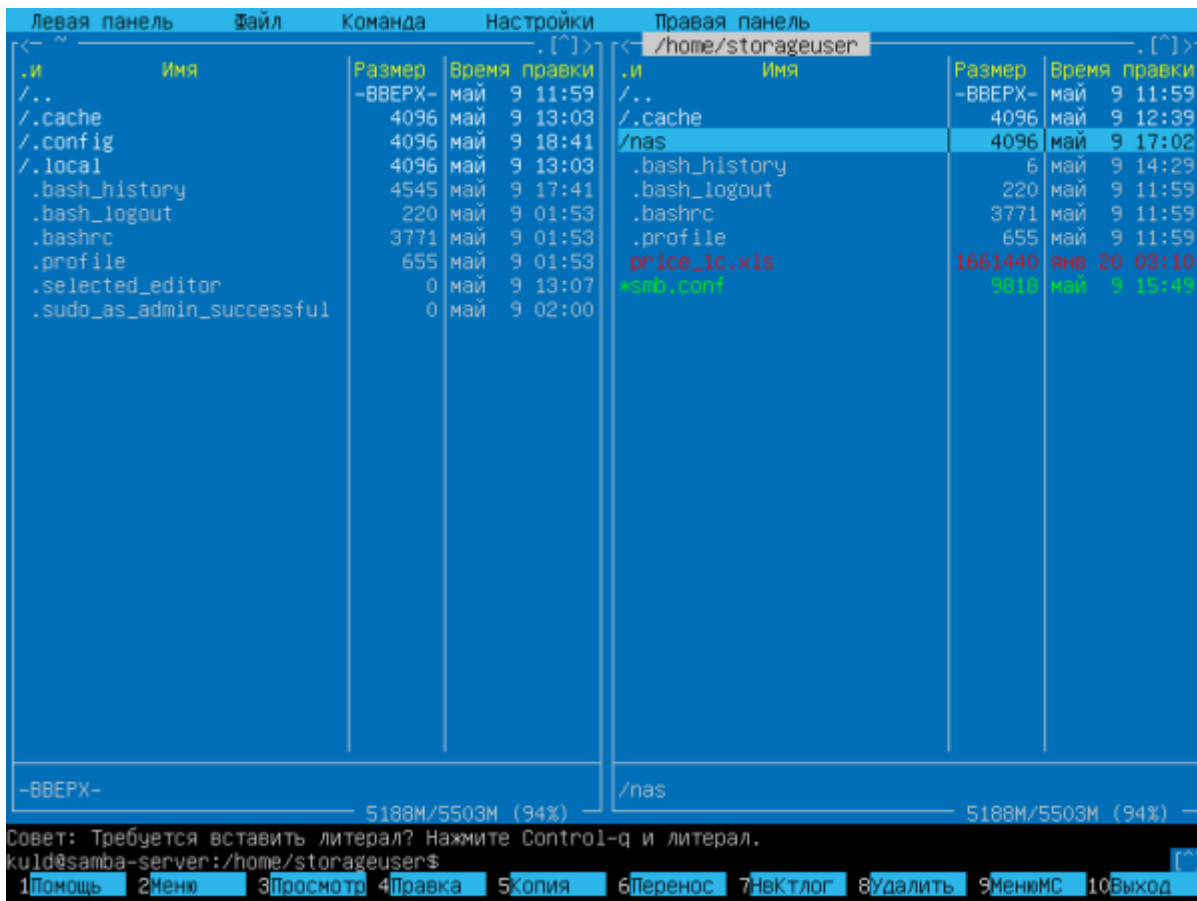 Левая панель Файл Команда Настройки Правая панель
<- ~ .[^]> <- /home/storageuser .[^]>
.и Имя Размер Время правки .и Имя Размер Время правки
/.. -ВВЕРХ- май 9 11:59 /.. -ВВЕРХ- май 9 11:59
/.cache 4096 май 9 13:03 /.cache 4096 май 9 12:39
/.config 4096 май 9 18:41 /nas 4096 май 9 17:02
/.local 4096 май 9 13:03 .bash_history 6 май 9 14:29
.bash_history 4545 май 9 17:41 .bash_logout 220 май 9 11:59
.bash_logout 220 май 9 01:53 .bashrc 3771 май 9 11:59
.bashrc 3771 май 9 01:53 .profile 655 май 9 11:59
.profile 655 май 9 01:53 price_1c.xls 1661440 янв 20 03:10
.selected_editor 0 май 9 13:07 *smb.conf 9818 май 9 15:49
.sudo_as_admin_successful 0 май 9 02:00
-ВВЕРХ- /nas
5188M/5503M (94%) 5188M/5503M (94%)
Совет: Требуется вставить литерал? Нажмите Control-q и литерал.
kuld@samba-server:/home/storageuser$ [^]
1Помощь 2Меню 3Просмотр 4Правка 5Копия 6Перенос 7НвКтлог 8Удалить 9МенюMC 10Выход